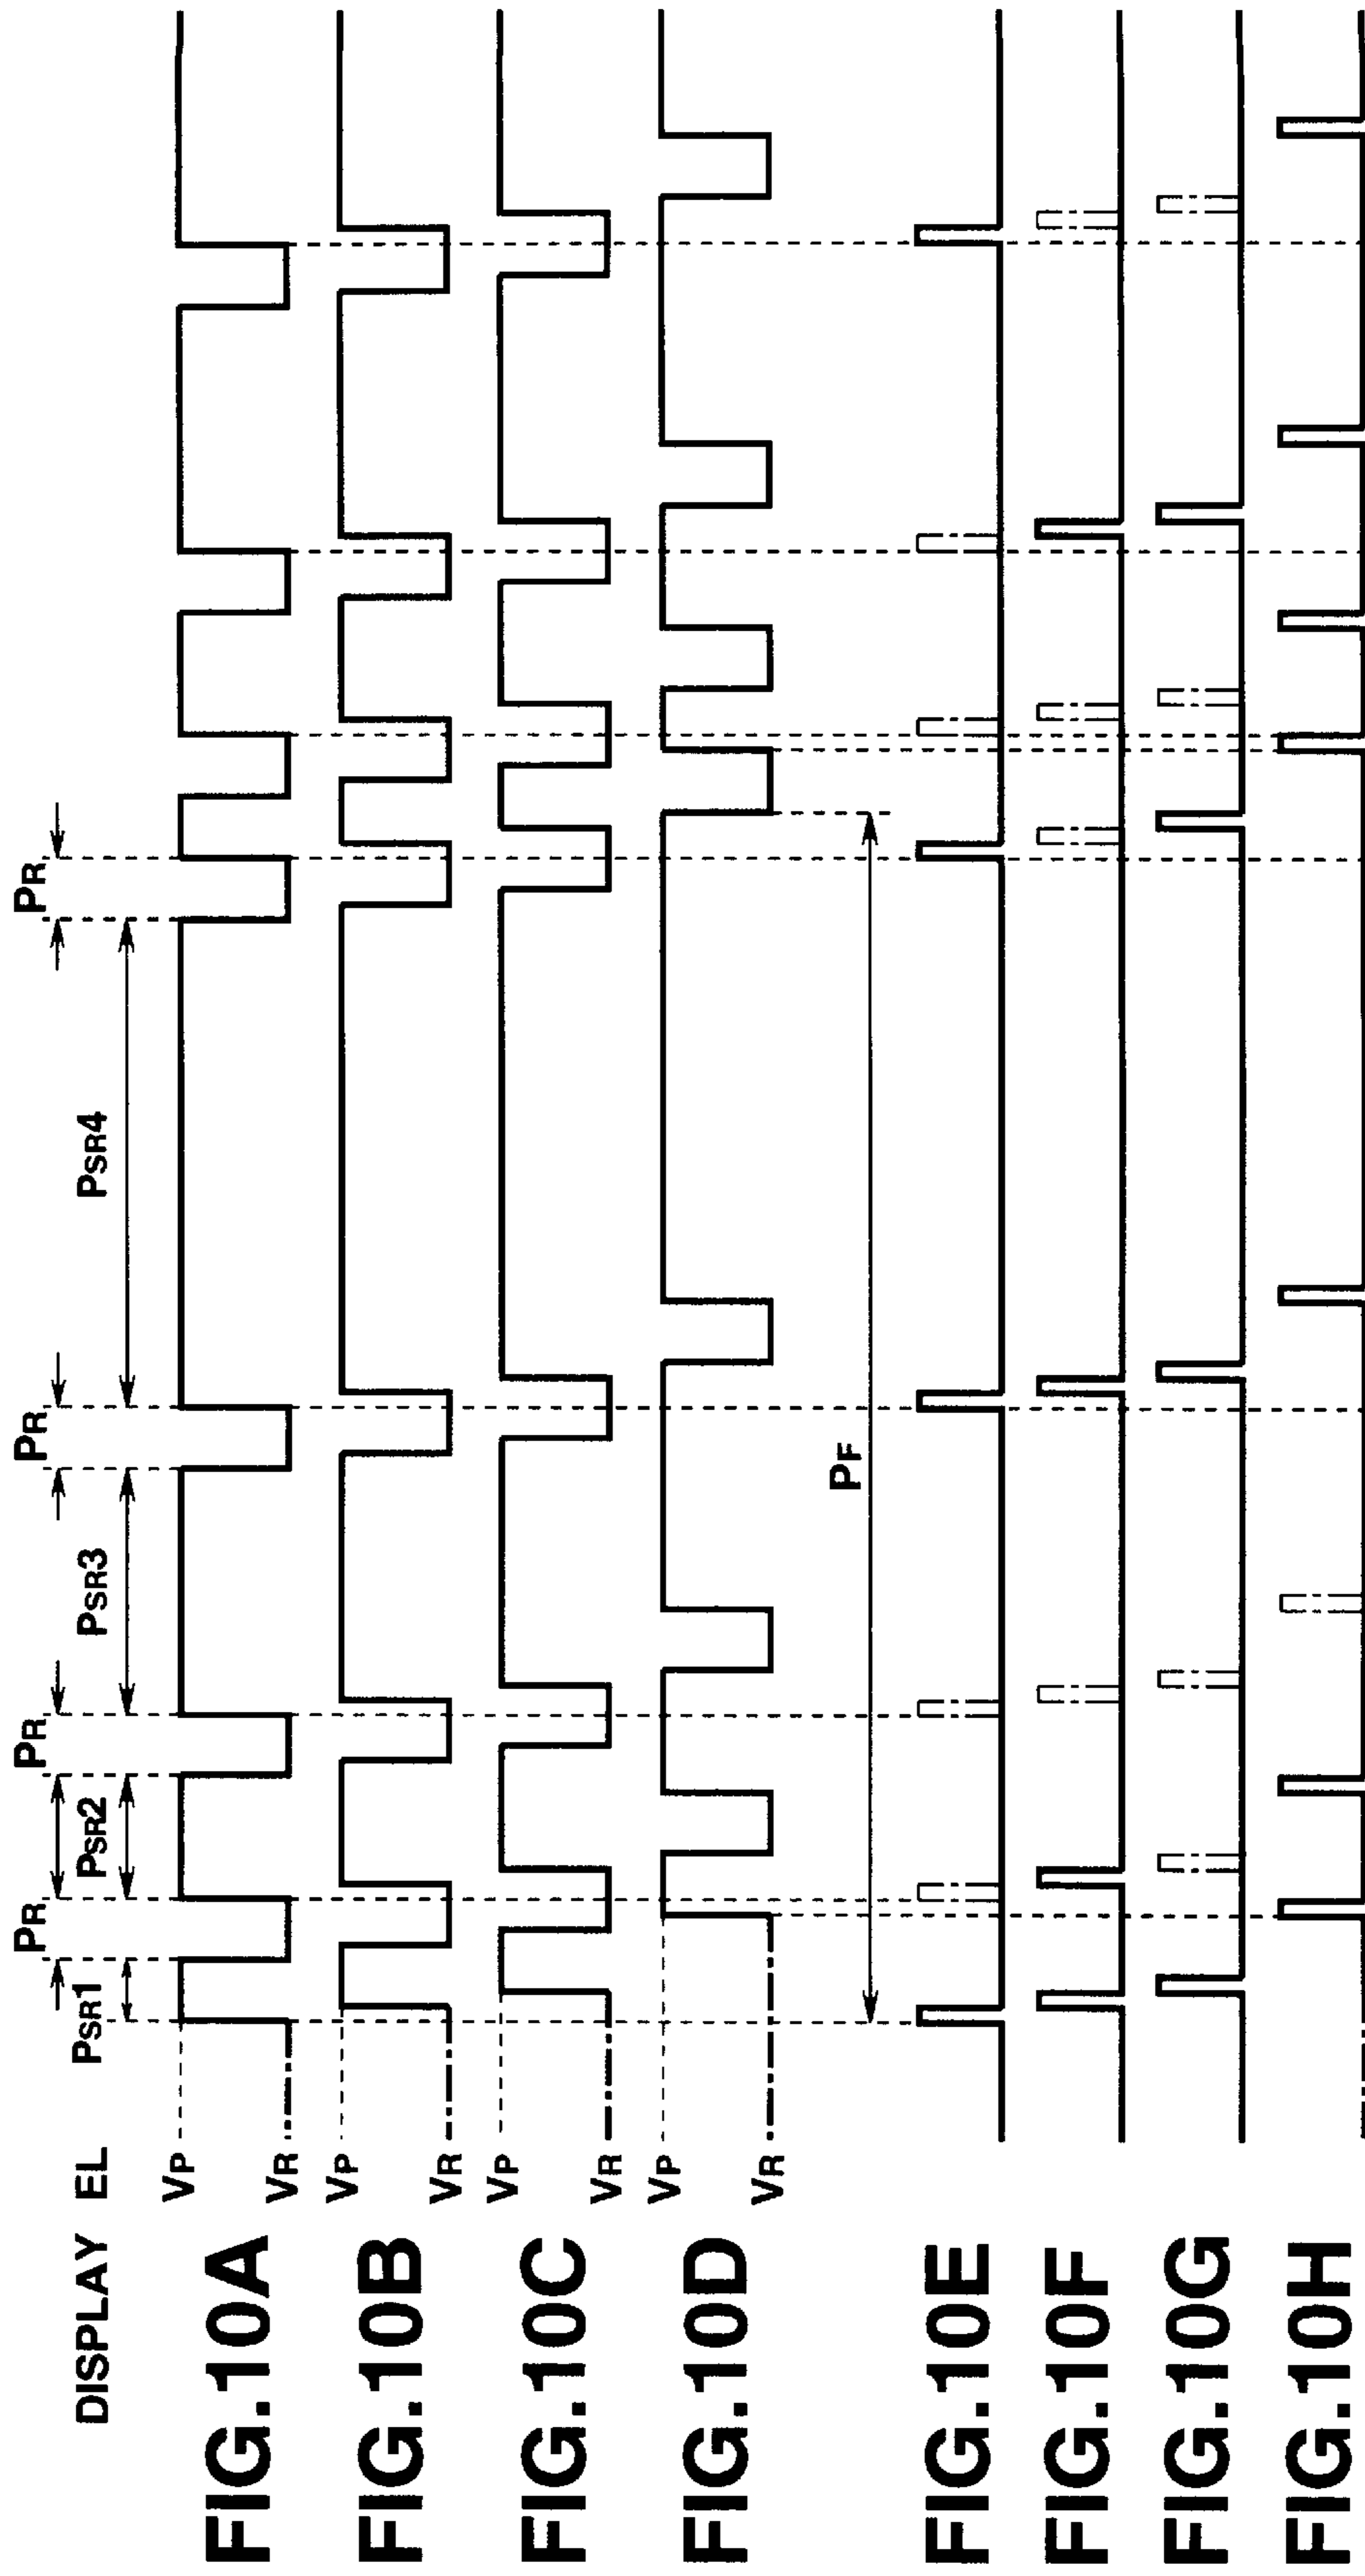 PR PR PR PR
DISPLAY EL PSR1 PSR2 PSR3 PSR4
VP
FIG.10A
VR
VP
FIG.10B
VR
VP
FIG.10C
VR
VP
FIG.10D
VR
PF
FIG.10E
FIG.10F
FIG.10G
FIG.10H